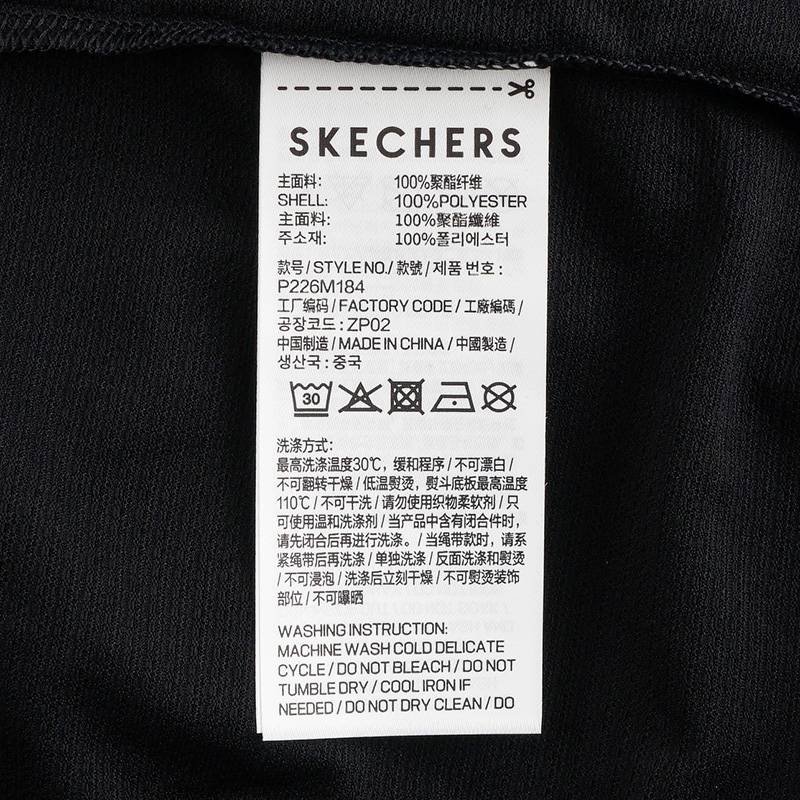 SKECHERS
主面料: 100%聚酯纤维
SHELL: 100%POLYESTER
主面料: 100%聚酯纖維
주소재: 100%폴리에스터
款号/STYLE NO./款號/제품 번호:
P226M184
工厂编码/FACTORY CODE/工廠編碼/
공장코드:ZP02
中国制造/MADE IN CHINA/中國製造/
생산국:중국
30
洗涤方式:
最高洗涤温度30℃, 缓和程序/不可漂白/
不可翻转干燥/低温熨烫, 熨斗底板最高温度
110℃/不可干洗/请勿使用织物柔软剂/只
可使用温和洗涤剂/当产品中含有闭合件时,
请先闭合后再进行洗涤。/当绳带款时, 请系
紧绳带后再洗涤/单独洗涤/反面洗涤和熨烫
/不可浸泡/洗涤后立刻干燥/不可熨烫装饰
部位/不可曝晒
WASHING INSTRUCTION:
MACHINE WASH COLD DELICATE
CYCLE/DO NOT BLEACH/DO NOT
TUMBLE DRY/COOL IRON IF
NEEDED/DO NOT DRY CLEAN/DO